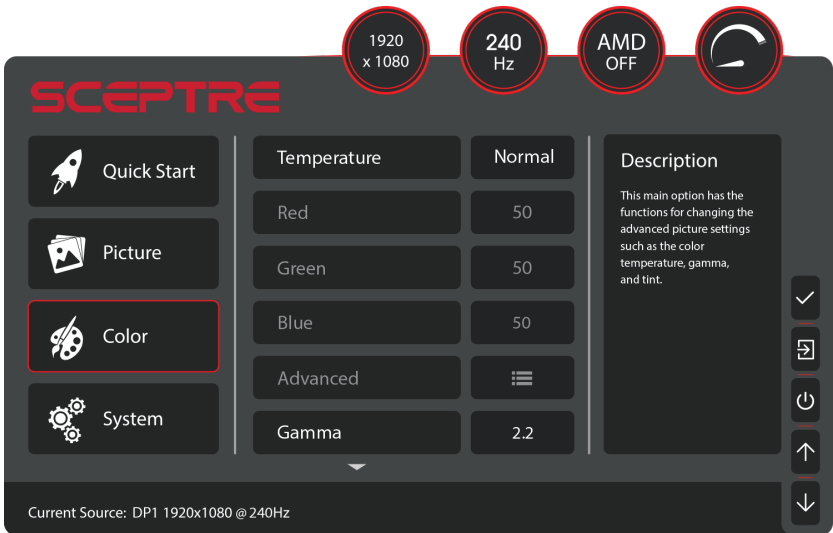 1920
x 1080
240
Hz
AMD
OFF
SCEPTRE
Quick Start
Picture
Color
System
Temperature
Normal
Red
50
Green
50
Blue
50
Advanced
Gamma
2.2
Description
This main option has the
functions for changing the
advanced picture settings
such as the color
temperature, gamma,
and tint.
Current Source: DP1 1920x1080 @ 240Hz